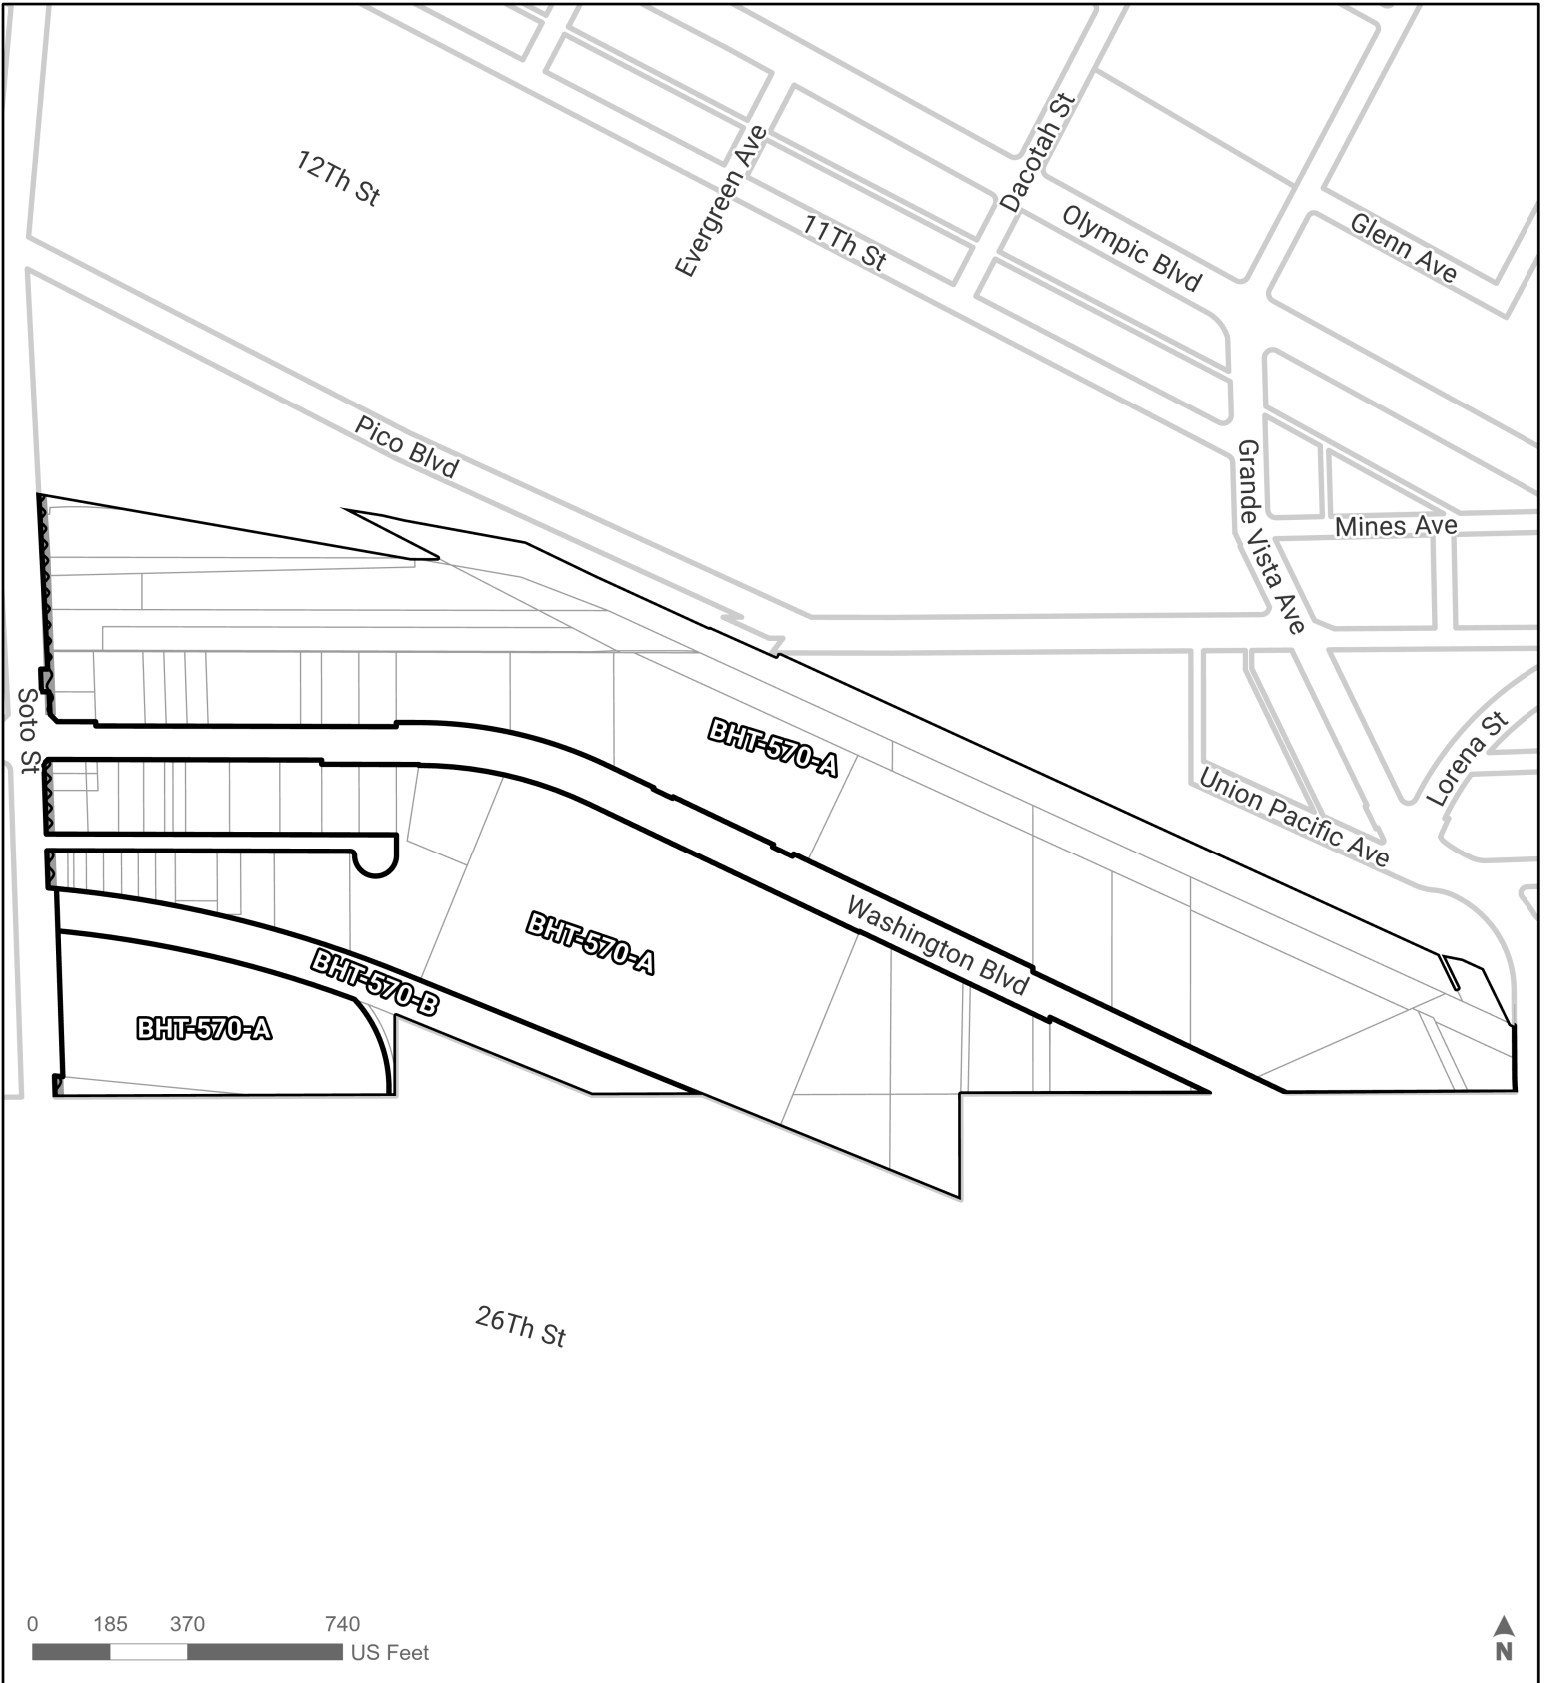 12Th St
Evergreen Ave
11Th St
Dacotah St
Olympic Blvd
Glenn Ave
Pico Blvd
Grande Vista Ave
Mines Ave
Soto St
BHT-570-A
Union Pacific Ave
Lorena St
Washington Blvd
BHT-570-A
BHT-570-B
BHT-570-A
26Th St
0 185 370 740
US Feet
N